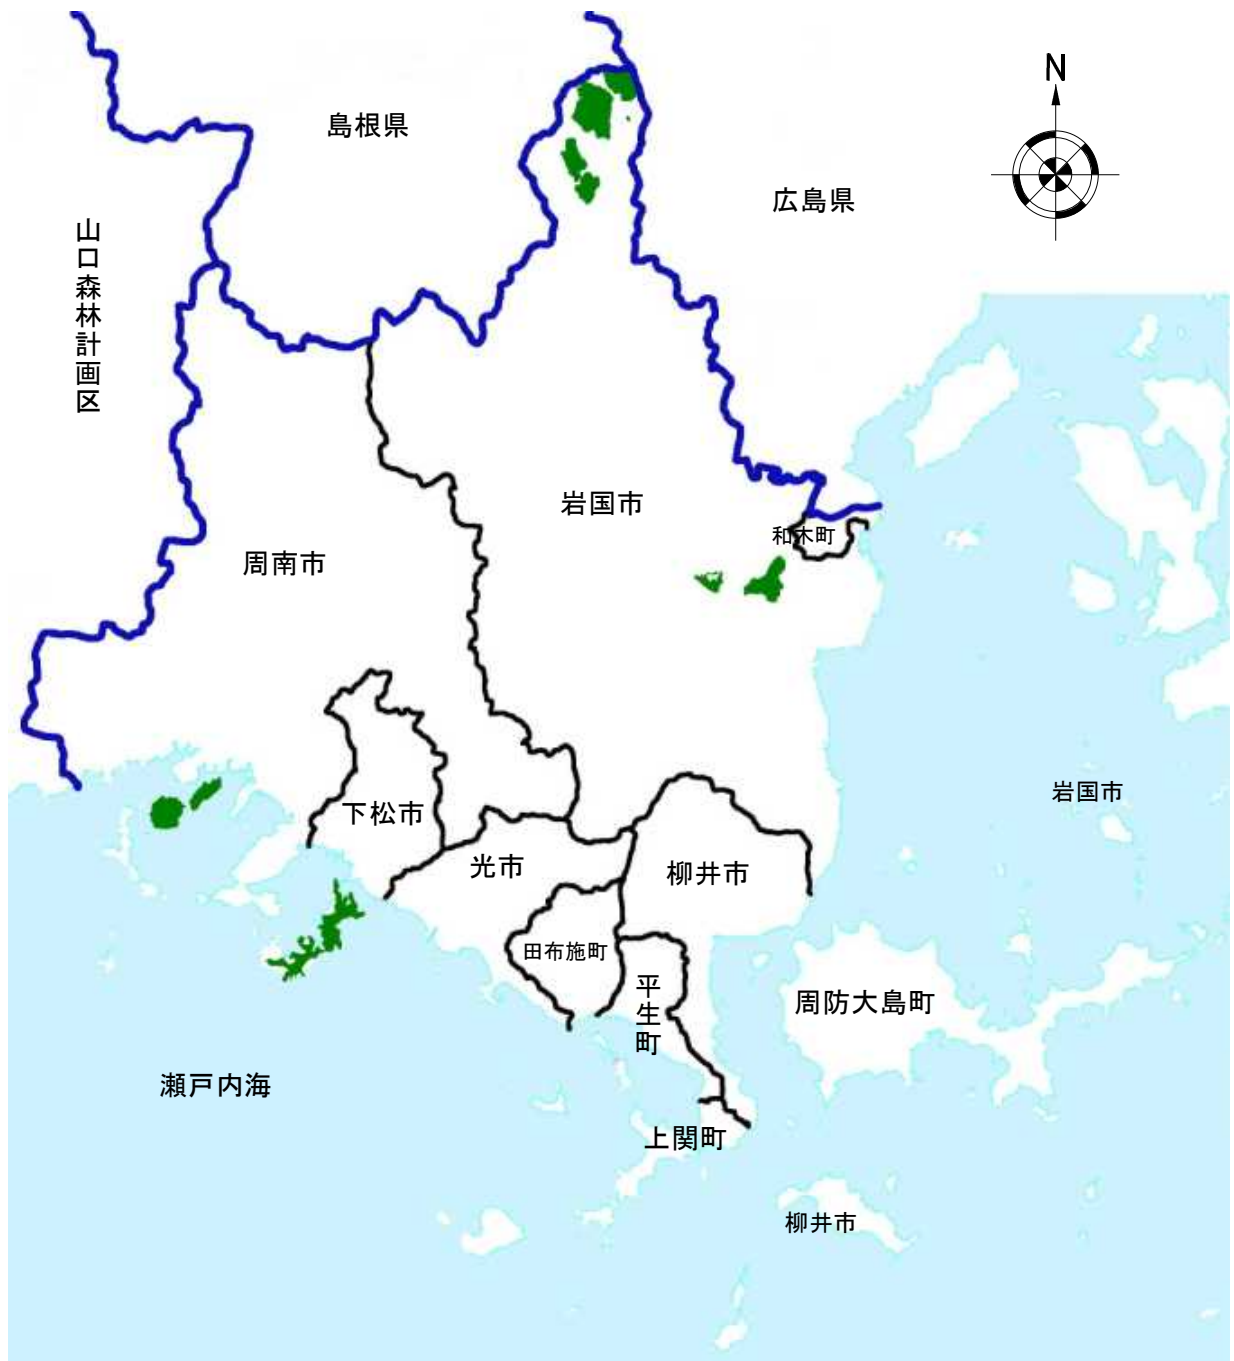 N
島根県
広島県
山口森林計画区
岩国市
和木町
周南市
岩国市
下松市
光市
柳井市
田布施町
平生町
周防大島町
瀬戸内海
上関町
柳井市